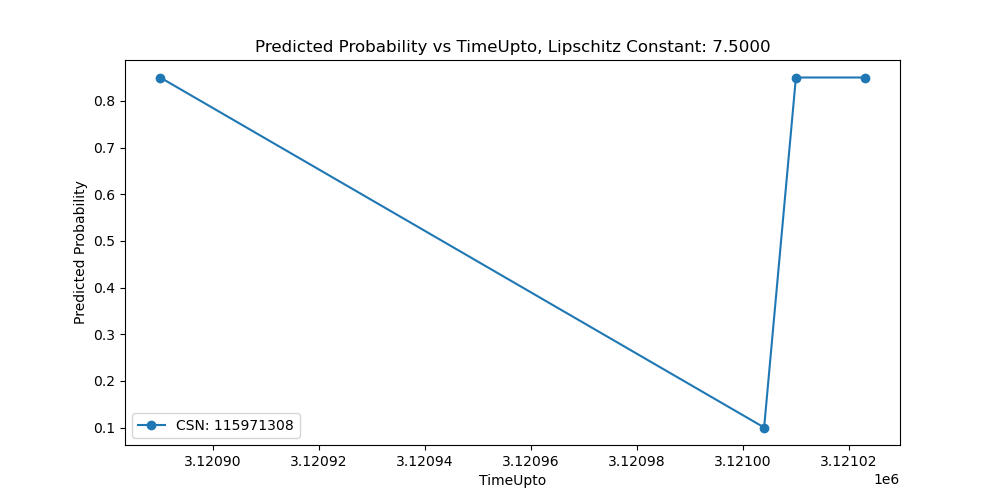 Predicted Probability vs TimeUpto, Lipschitz Constant: 7.5000
Predicted Probability
0.8
0.7
0.6
0.5
0.4
0.3
0.2
0.1
CSN: 115971308
3.12090 3.12092 3.12094 3.12096 3.12098 3.12100 3.12102
1e6
TimeUpto